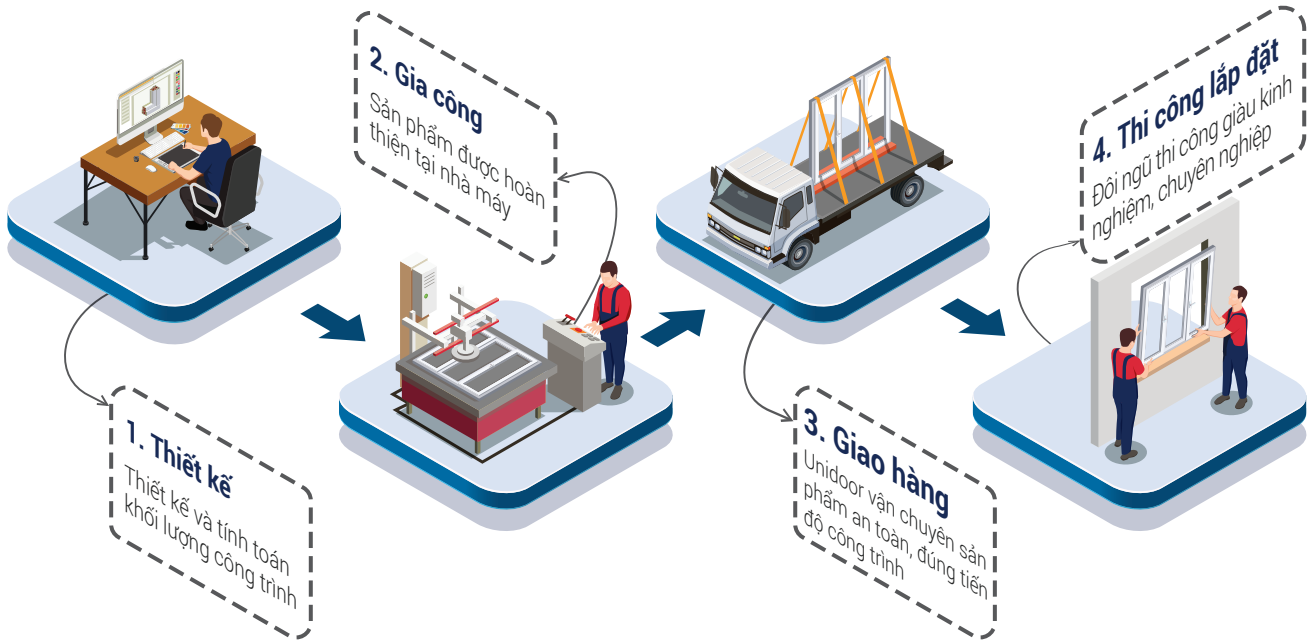 1. Thiết kế
Thiết kế và tính toán
khối lượng công trình
2. Gia công
Sản phẩm được hoàn
thiện tại nhà máy
3. Giao hàng
Unidoor vận chuyên sản
phẩm an toàn, đúng tiến
độ công trình
4. Thi công lắp đặt
Đôi ngũ thi công giàu kinh
nghiệm, chuyên nghiệp